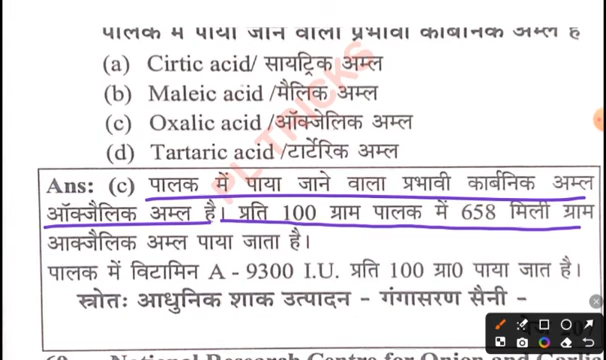 पालक में पाया जाने वाला प्रभावी कार्बनिक अम्ल है
(a) Cirtic acid/ सायट्रिक अम्ल
(b) Maleic acid /मैलिक अम्ल
(c) Oxalic acid /ऑक्जेलिक अम्ल
(d) Tartaric acid /टार्टेरिक अम्ल
Ans: (c) पालक में पाया जाने वाला प्रभावी कार्बनिक अम्ल
ऑक्जैलिक अम्ल है। प्रति 100 ग्राम पालक में 658 मिली ग्राम
आक्जैलिक अम्ल पाया जाता है।
पालक में विटामिन A - 9300 I.U. प्रति 100 ग्रा0 पाया जात है।
स्त्रोतः आधुनिक शाक उत्पादन - गंगासरण सैनी -
60 National Research Centre for Onion and Garlic
PLTRICKS